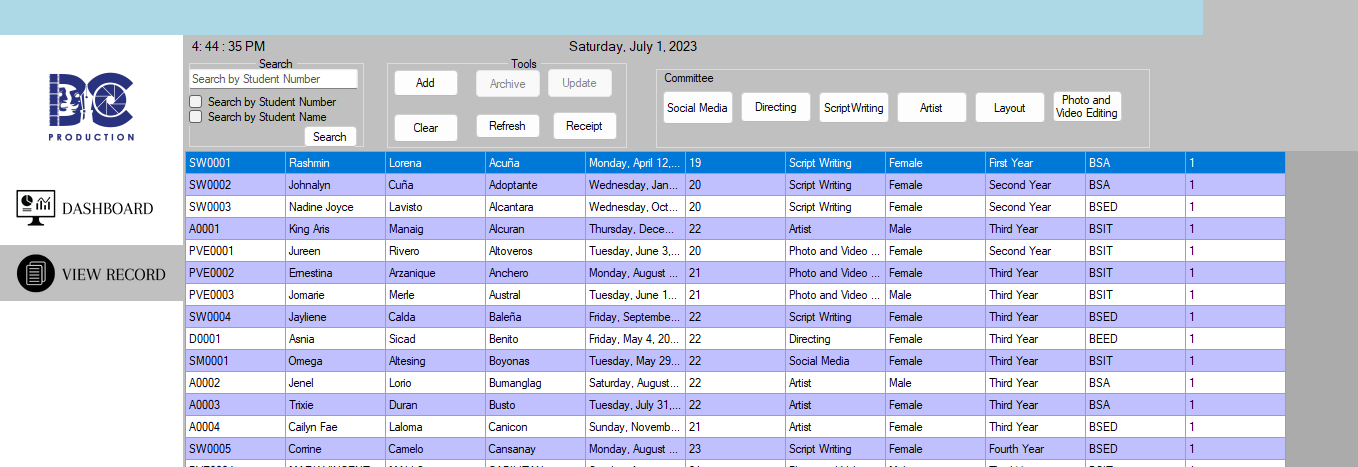 4: 44 : 35 PM Saturday, July 1, 2023
Search
Search by Student Number
Search by Student Number
Search by Student Name
Search
Tools
Add Archive Update
Clear Refresh Receipt
Committee
Social Media Directing ScriptWriting Artist Layout Photo and Video Editing
DC
PRODUCTION
DASHBOARD
VIEW RECORD
SW0001 Rashmin Lorena Acuña Monday, April 12,... 19 Script Writing Female First Year BSA 1
SW0002 Johnalyn Cuña Adoptante Wednesday, Jan... 20 Script Writing Female Second Year BSA 1
SW0003 Nadine Joyce Lavisto Alcantara Wednesday, Oct... 20 Script Writing Female Second Year BSED 1
A0001 King Aris Manaig Alcuran Thursday, Dece... 22 Artist Male Third Year BSIT 1
PVE0001 Jureen Rivero Altoveros Tuesday, June 3,... 20 Photo and Video ... Female Second Year BSIT 1
PVE0002 Ernestina Arzanique Anchero Monday, August ... 21 Photo and Video ... Female Third Year BSIT 1
PVE0003 Jomarie Merle Austral Tuesday, June 1... 21 Photo and Video ... Male Third Year BSIT 1
SW0004 Jayliene Calda Baleña Friday, Septembe... 22 Script Writing Female Third Year BSED 1
D0001 Asnia Sicad Benito Friday, May 4, 20... 22 Directing Female Third Year BEED 1
SM0001 Omega Altesing Boyonas Tuesday, May 29... 22 Social Media Female Third Year BSIT 1
A0002 Jenel Lorio Bumanglag Saturday, August... 22 Artist Male Third Year BSA 1
A0003 Trixie Duran Busto Tuesday, July 31,... 22 Artist Female Third Year BSA 1
A0004 Cailyn Fae Laloma Canicon Sunday, Novemb... 21 Artist Female Third Year BSED 1
SW0005 Corrine Camelo Cansanay Monday, August ... 23 Script Writing Female Fourth Year BSED 1